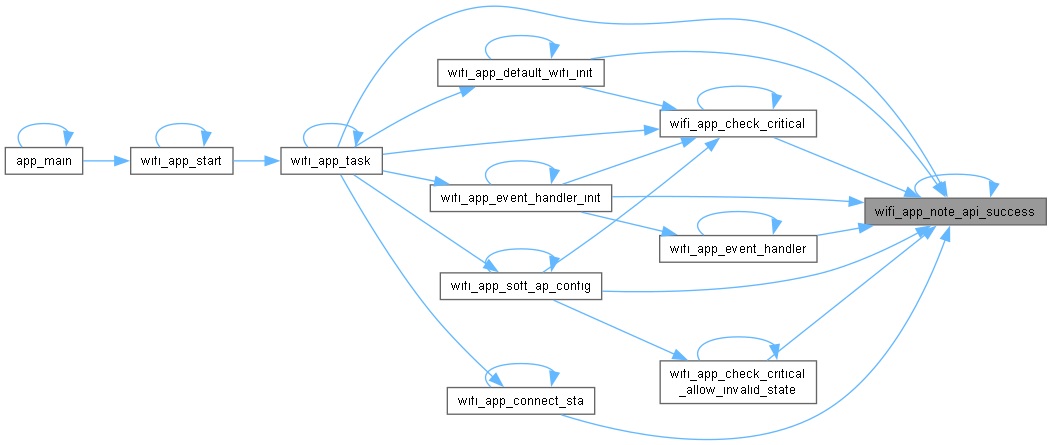 wifi_app_default_wifi_init
wifi_app_check_critical
app_main
wifi_app_start
wifi_app_task
wifi_app_event_handler_init
wifi_app_note_api_success
wifi_app_event_handler
wifi_app_soft_ap_config
wifi_app_check_critical
_allow_invalid_state
wifi_app_connect_sta